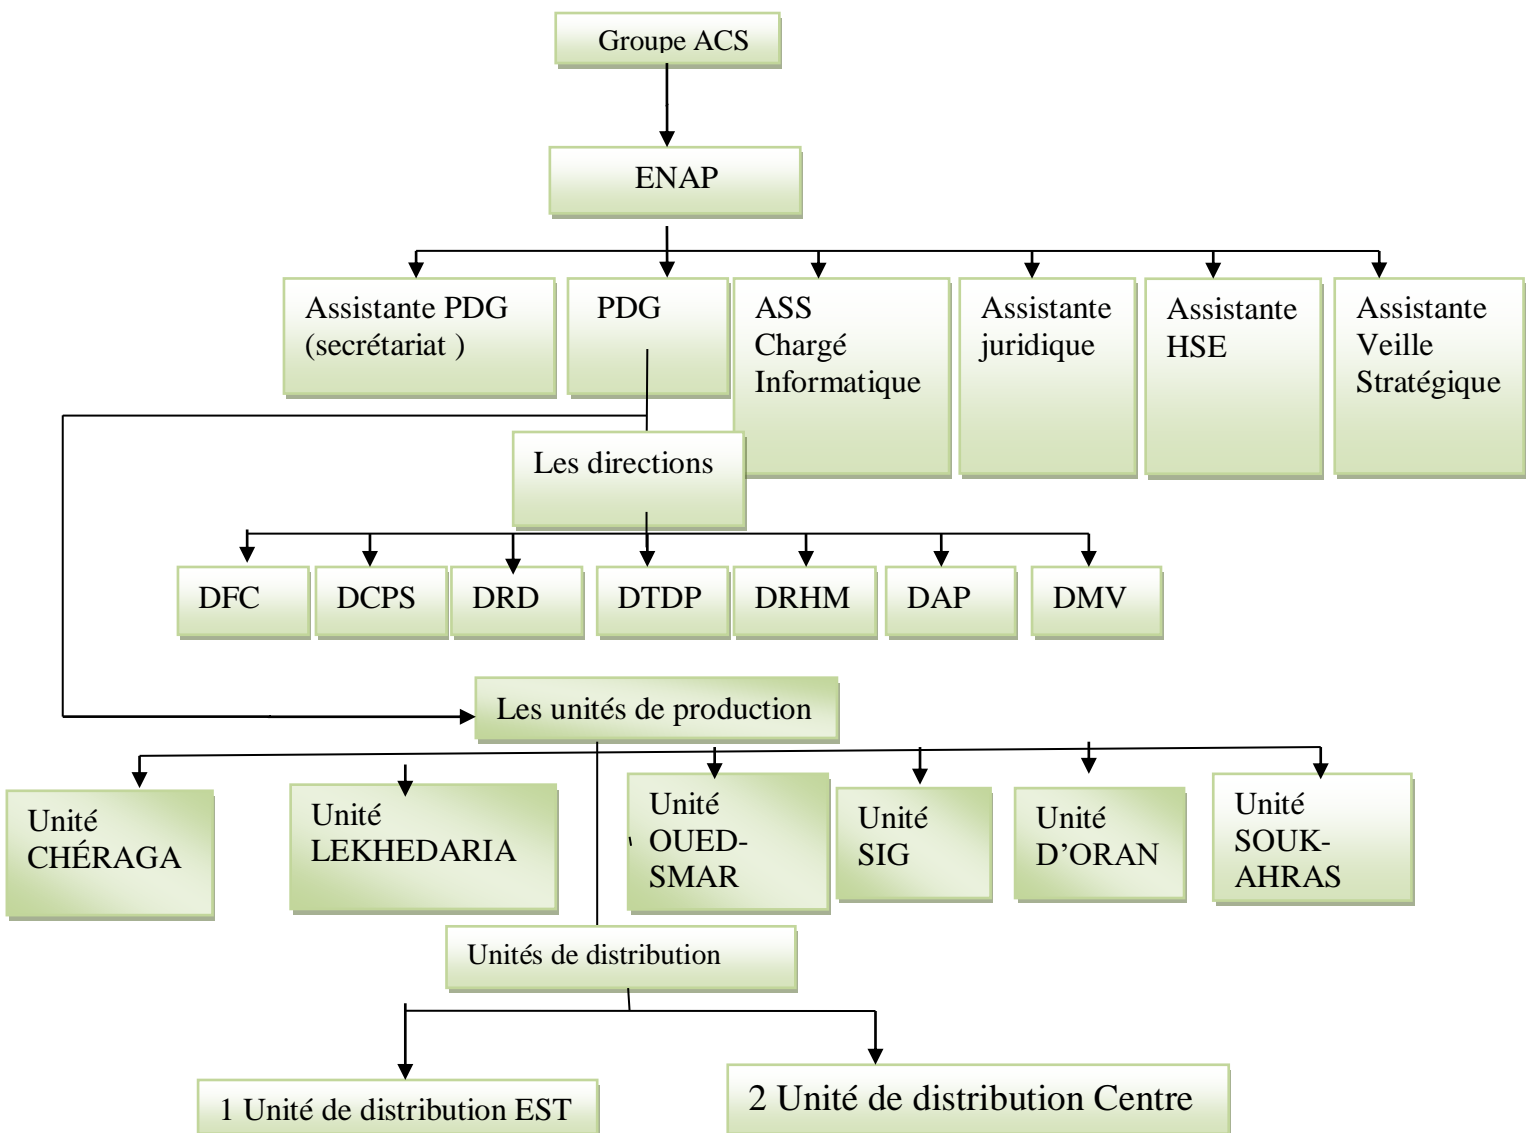 Groupe ACS
ENAP
Assistante PDG
(secrétariat )
PDG
ASS
Chargé
Informatique
Assistante
juridique
Assistante
HSE
Assistante
Veille
Stratégique
Les directions
DFC
DCPS
DRD
DTDP
DRHM
DAP
DMV
Les unités de production
Unité
CHÉRAGA
Unité
LEKHEDARIA
Unité
OUED-
SMAR
Unité
SIG
Unité
D’ORAN
Unité
SOUK-
AHRAS
Unités de distribution
1 Unité de distribution EST
2 Unité de distribution Centre